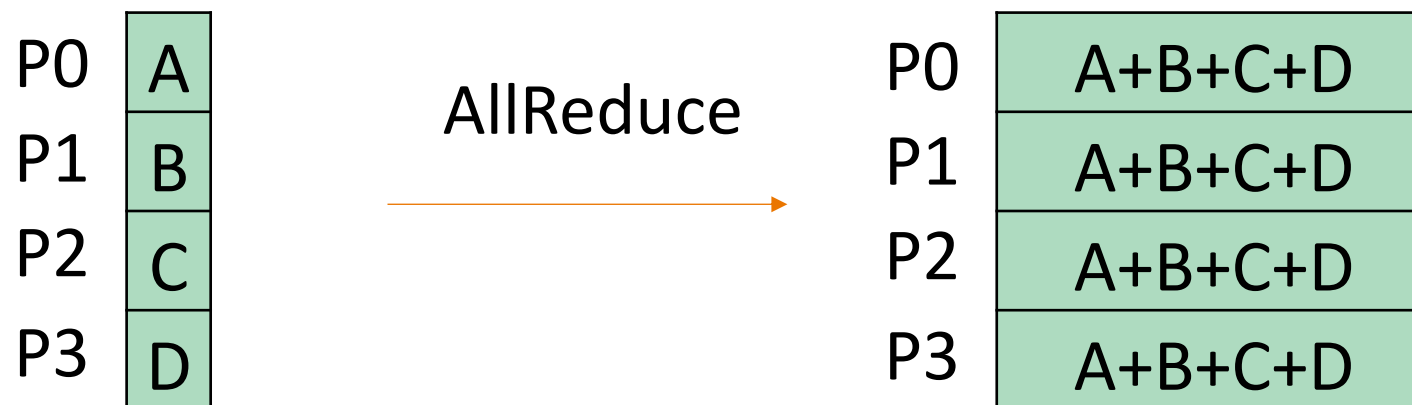 P0 A
P1 B
P2 C
P3 D
AllReduce
P0 A+B+C+D
P1 A+B+C+D
P2 A+B+C+D
P3 A+B+C+D